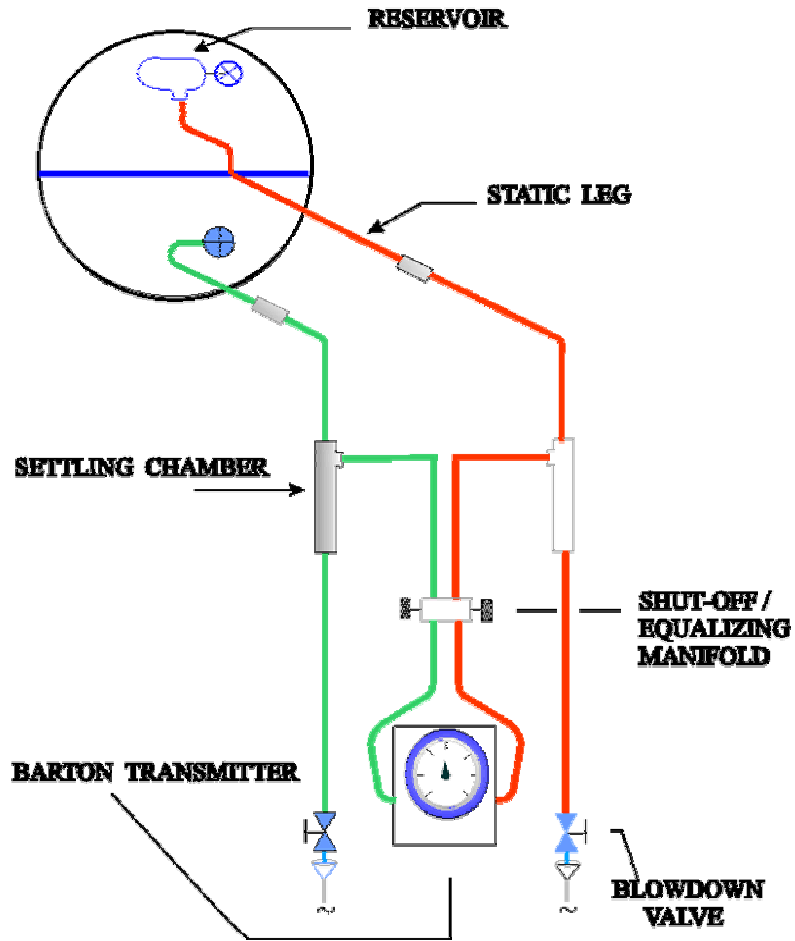 RESERVOIR
STATIC LEG
SETTLING CHAMBER
SHUT-OFF /
EQUALIZING
MANIFOLD
BARTON TRANSMITTER
BLOWDOWN
VALVE